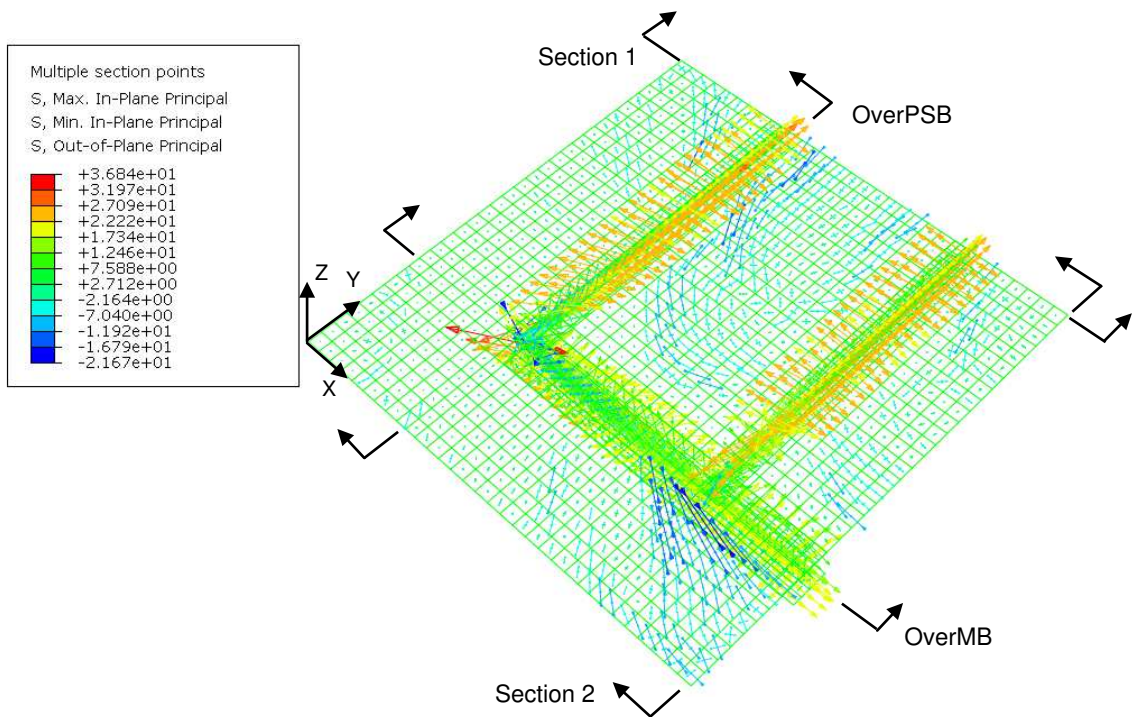 Multiple section points
S, Max. In-Plane Principal
S, Min. In-Plane Principal
S, Out-of-Plane Principal
+3.684e+01
+3.197e+01
+2.709e+01
+2.222e+01
+1.734e+01
+1.246e+01
+7.588e+00
+2.712e+00
-2.164e+00
-7.040e+00
-1.192e+01
-1.679e+01
-2.167e+01
Section 1
OverPSB
Z
Y
X
OverMB
Section 2